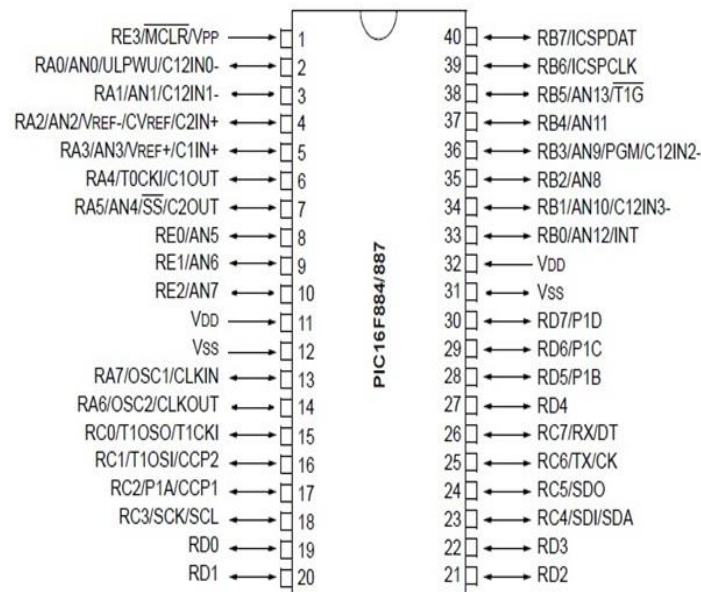 RE3/MCLR/VPP 1
RA0/AN0/ULPWU/C12IN0- 2
RA1/AN1/C12IN1- 3
RA2/AN2/VREF-/CVREF/C2IN+ 4
RA3/AN3/VREF+/C1IN+ 5
RA4/T0CKI/C1OUT 6
RA5/AN4/SS/C2OUT 7
RE0/AN5 8
RE1/AN6 9
RE2/AN7 10
VDD 11
VSS 12
RA7/OSC1/CLKIN 13
RA6/OSC2/CLKOUT 14
RC0/T1OSO/T1CKI 15
RC1/T1OSI/CCP2 16
RC2/P1A/CCP1 17
RC3/SCK/SCL 18
RD0 19
RD1 20
PIC16F884/887
40 RB7/ICSPDAT
39 RB6/ICSPCLK
38 RB5/AN13/T1G
37 RB4/AN11
36 RB3/AN9/PGM/C12IN2-
35 RB2/AN8
34 RB1/AN10/C12IN3-
33 RB0/AN12/INT
32 VDD
31 VSS
30 RD7/P1D
29 RD6/P1C
28 RD5/P1B
27 RD4
26 RC7/RX/DT
25 RC6/TX/CK
24 RC5/SDO
23 RC4/SDI/SDA
22 RD3
21 RD2